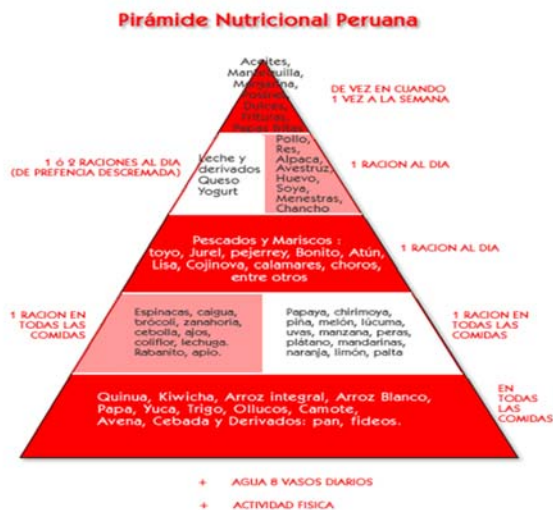 Pirámide Nutricional Peruana
Aceites,
Mantequilla,
Margarina,
Postres,
Dulces,
Frituras,
Papas fritas
DE VEZ EN CUANDO
1 VEZ A LA SEMANA
1 Ó 2 RACIONES AL DIA
(DE PREFENCIA DESCREMADA)
Leche y
derivados
Queso
Yogurt
Pollo,
Res,
Alpaca,
Avestruz,
Huevo,
Soya,
Menestras,
Chancho
1 RACION AL DIA
Pescados y Mariscos :
toyo, Jurel, pejerrey, Bonito, Atún,
Lisa, Cojinova, calamares, choros,
entre otros
1 RACION AL DIA
1 RACION EN
TODAS LAS
COMIDAS
Espinacas, caigua,
brócoli, zanahoria,
cebolla, ajos,
coliflor, lechuga.
Rabanito, apio.
Papaya, chirimoya,
piña, melón, lúcuma,
uvas, manzana, peras,
plátano, mandarinas,
naranja, limón, palta
1 RACION EN
TODAS LAS
COMIDAS
Quinua, Kiwicha, Arroz integral, Arroz Blanco,
Papa, Yuca, Trigo, Ollucos, Camote,
Avena, Cebada y Derivados: pan, fideos.
EN
TODAS
LAS
COMIDAS
+ AGUA 8 VASOS DIARIOS
+ ACTIVIDAD FISICA